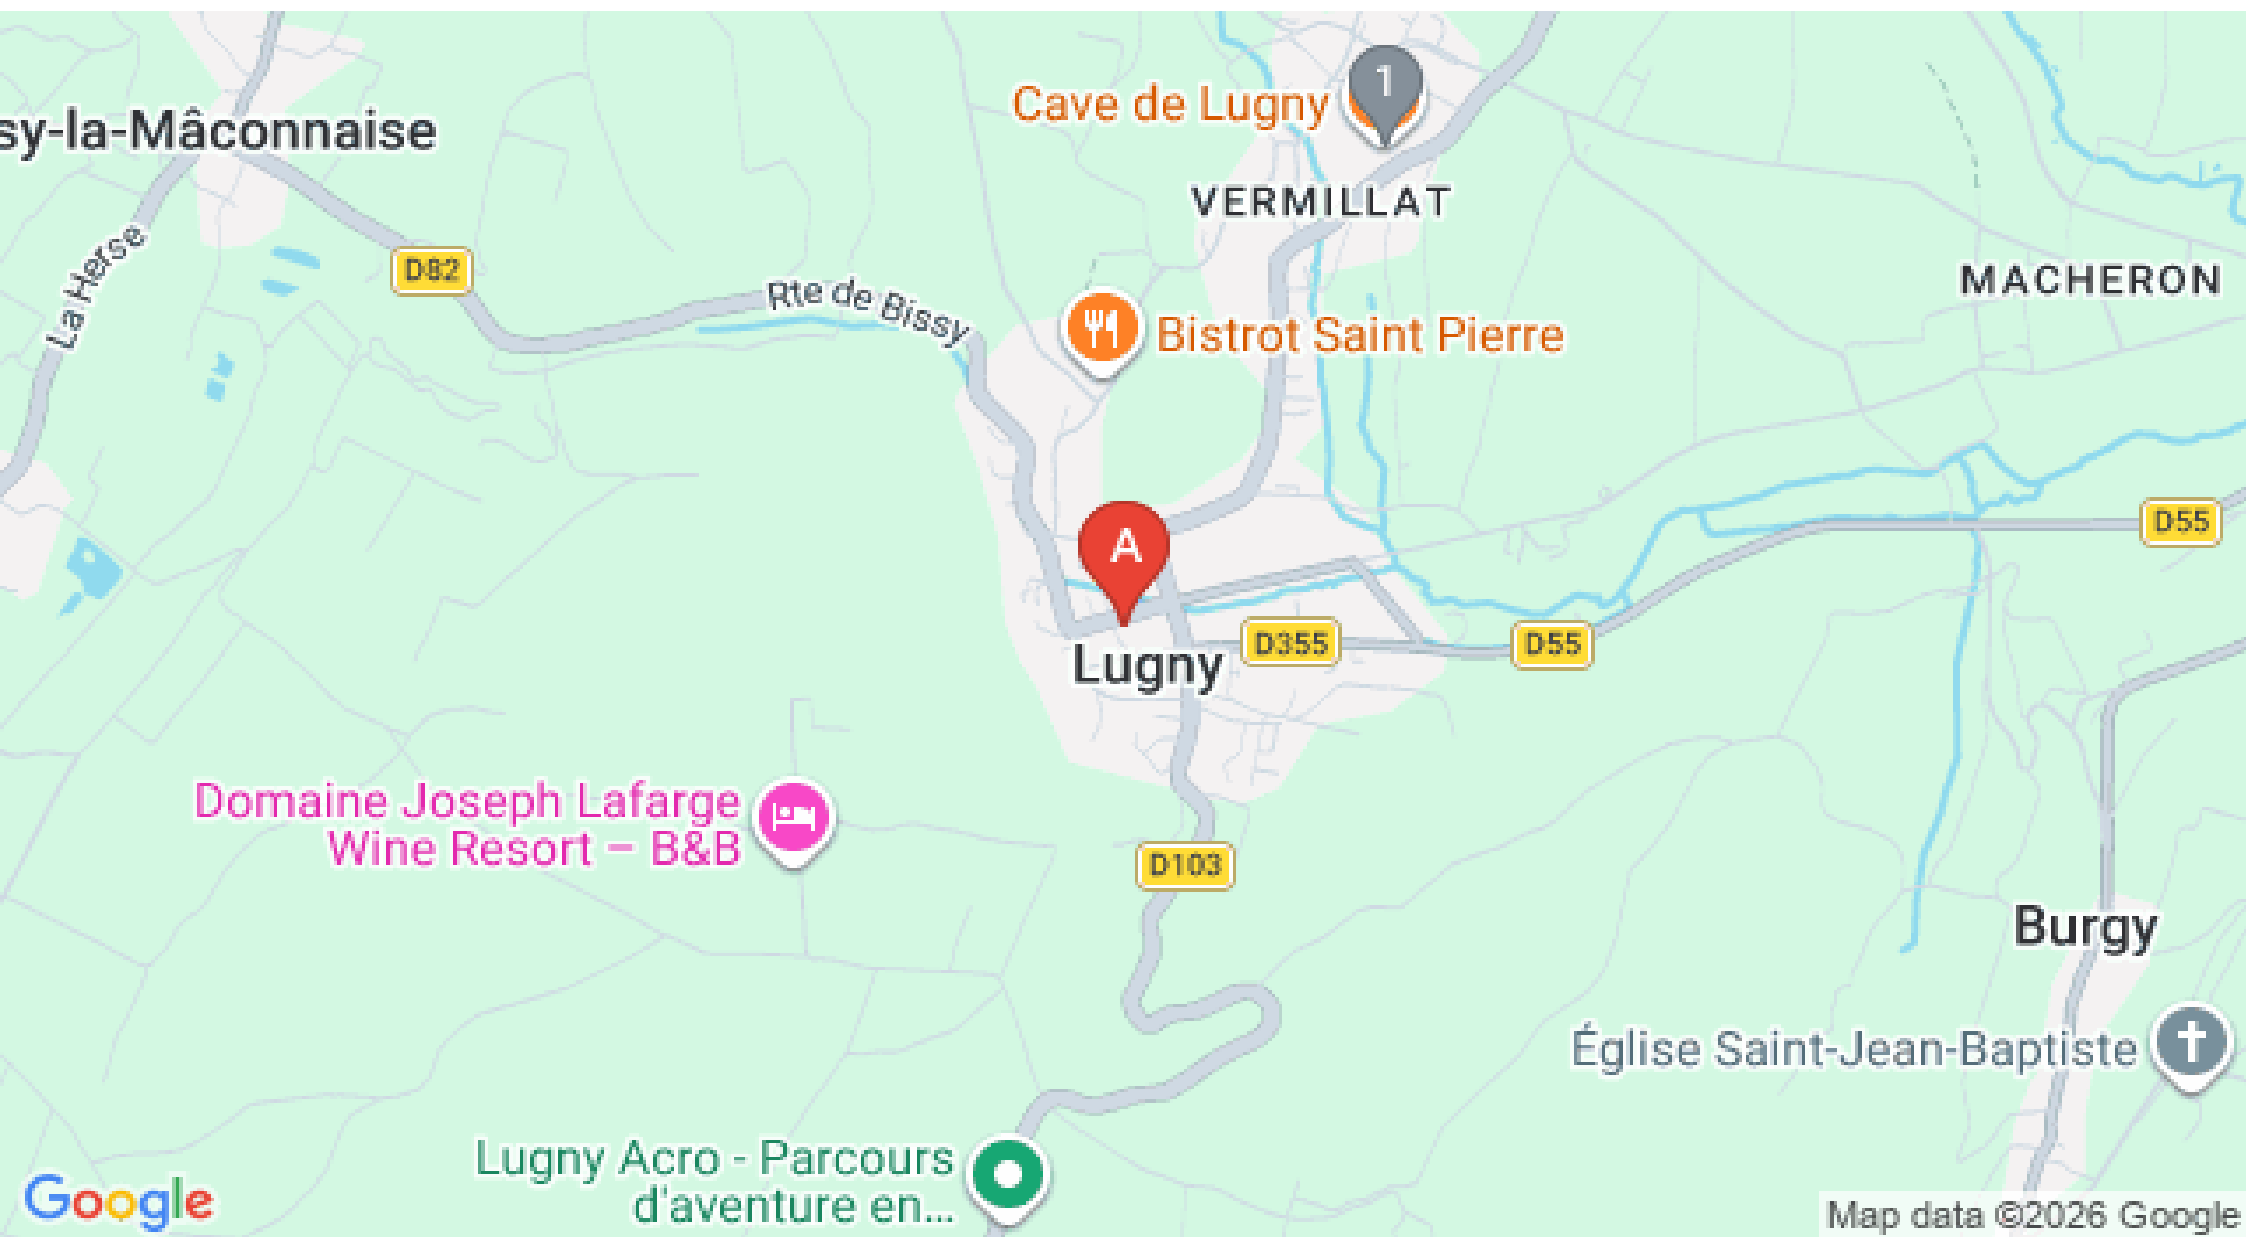 1
Cave de Lugny
sy-la-Mâconnaise
VERMILLAT
La Herse
D82
MACHERON
Rte de Bissy
Bistrot Saint Pierre
A
D55
D355
D55
Lugny
Domaine Joseph Lafarge
Wine Resort – B&B
D103
Burgy
Église Saint-Jean-Baptiste
Lugny Acro - Parcours
d'aventure en...
Google
Map data ©2026 Google